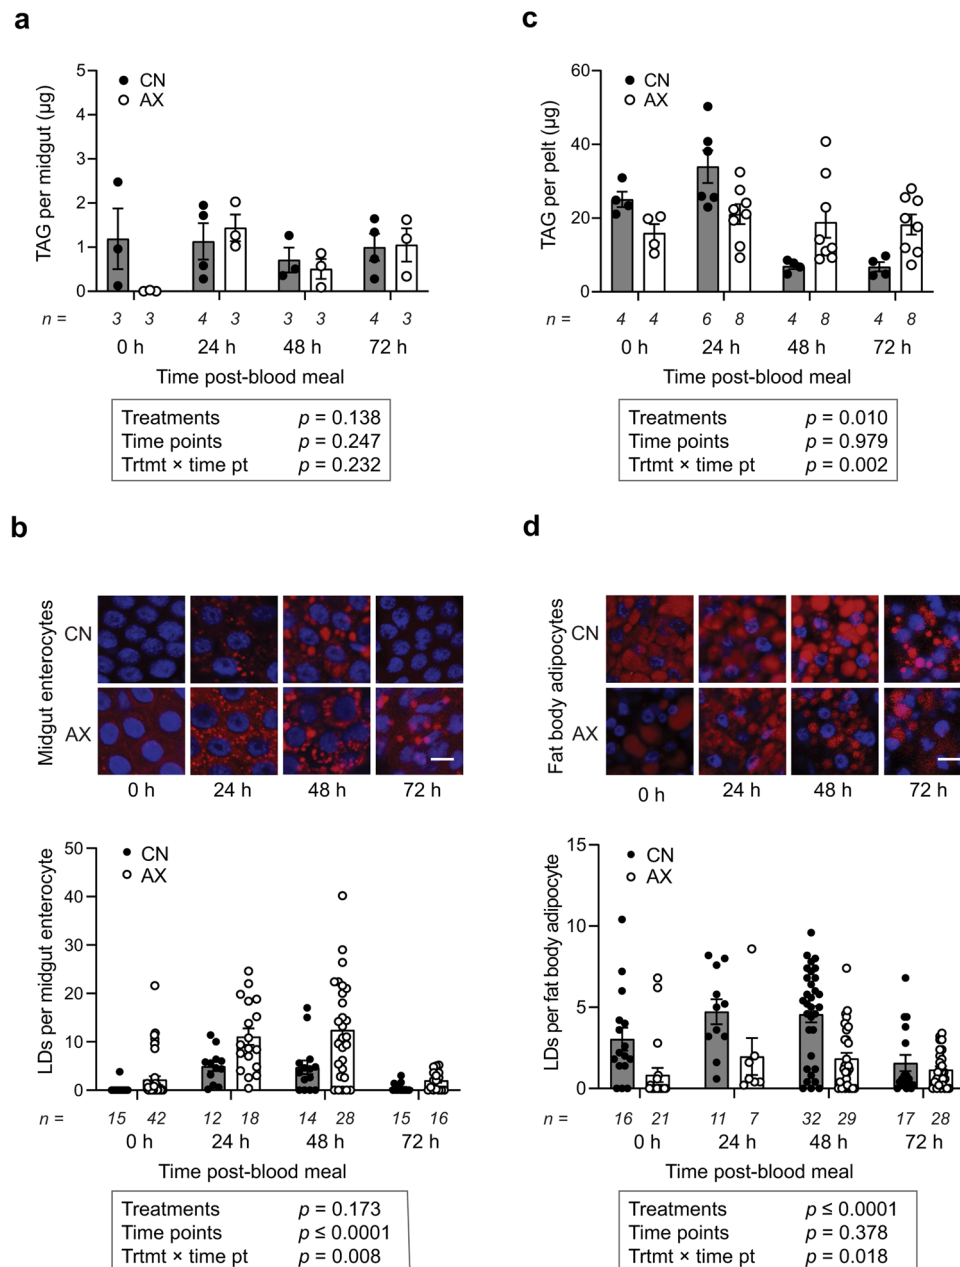 a
TAG per midgut (µg)
5
4
3
2
1
0
CN
AX
n =
3 3 4 3 3 3 4 3
0 h 24 h 48 h 72 h
Time post-blood meal
Treatments p = 0.138
Time points p = 0.247
Trtmt × time pt p = 0.232
c
TAG per pelt (µg)
60
40
20
0
CN
AX
n =
4 4 6 8 4 8 4 8
0 h 24 h 48 h 72 h
Time post-blood meal
Treatments p = 0.010
Time points p = 0.979
Trtmt × time pt p = 0.002
b
Midgut enterocytes
CN
AX
0 h 24 h 48 h 72 h
LDs per midgut enterocyte
50
40
30
20
10
0
CN
AX
n =
15 42 12 18 14 28 15 16
0 h 24 h 48 h 72 h
Time post-blood meal
Treatments p = 0.173
Time points p ≤ 0.0001
Trtmt × time pt p = 0.008
d
Fat body adipocytes
CN
AX
0 h 24 h 48 h 72 h
LDs per fat body adipocyte
15
10
5
0
CN
AX
n =
16 21 11 7 32 29 17 28
0 h 24 h 48 h 72 h
Time post-blood meal
Treatments p ≤ 0.0001
Time points p = 0.378
Trtmt × time pt p = 0.018